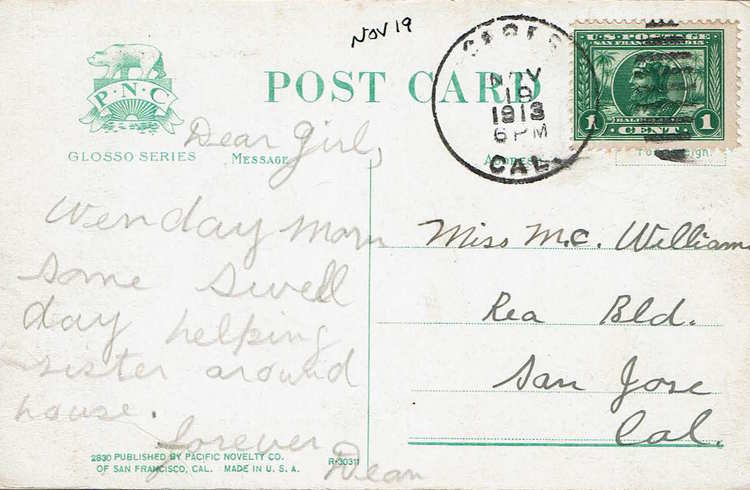 NOV 19
P·N·C
GLOSSO SERIES
POST CARD
MESSAGE
NOV
19
1913
6 PM
CAL.
U·S·POSTAGE
SAN FRANCISCO
1 CENT 1
Dear Girl,
Wenday Morn
some swell
day helping
sister around
house.
forever
Dean
Miss M.C. Williams
Rea Bld.
San Jose
Cal.
2830 PUBLISHED BY PACIFIC NOVELTY CO.
OF SAN FRANCISCO, CAL. MADE IN U. S. A.
R-30311